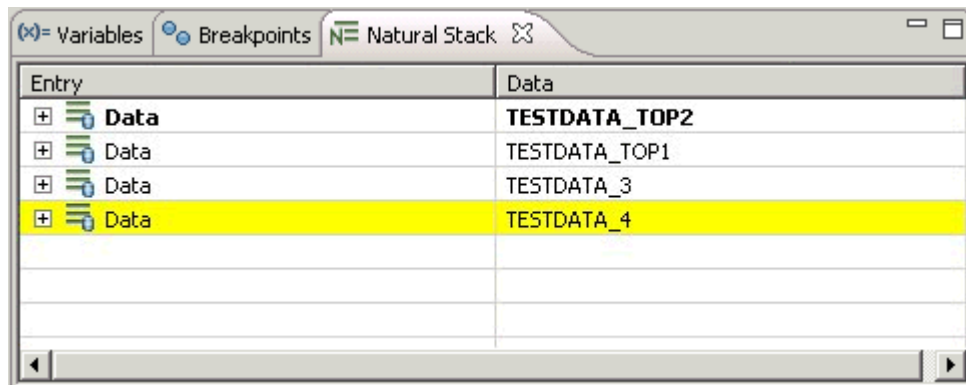 (x)= Variables Breakpoints Natural Stack
Entry Data
Data TESTDATA_TOP2
Data TESTDATA_TOP1
Data TESTDATA_3
Data TESTDATA_4